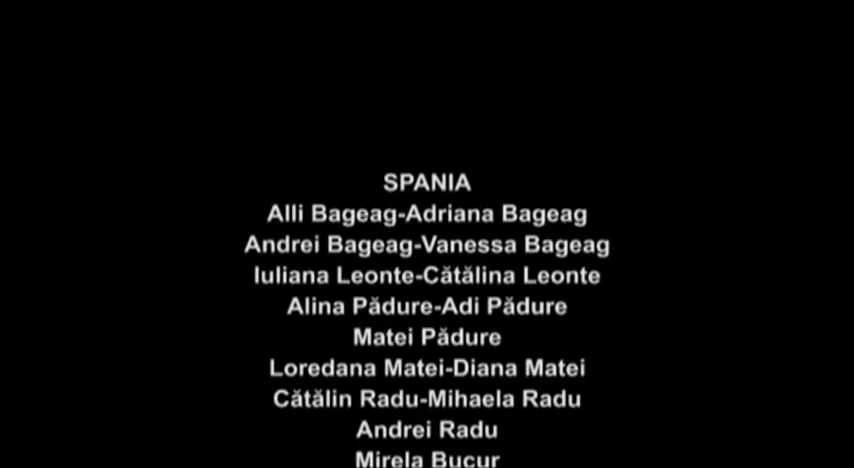 SPANIA
Alli Bageag-Adriana Bageag
Andrei Bageag-Vanessa Bageag
Iuliana Leonte-Cătălina Leonte
Alina Pădure-Adi Pădure
Matei Pădure
Loredana Matei-Diana Matei
Cătălin Radu-Mihaela Radu
Andrei Radu
Mirela Bucur